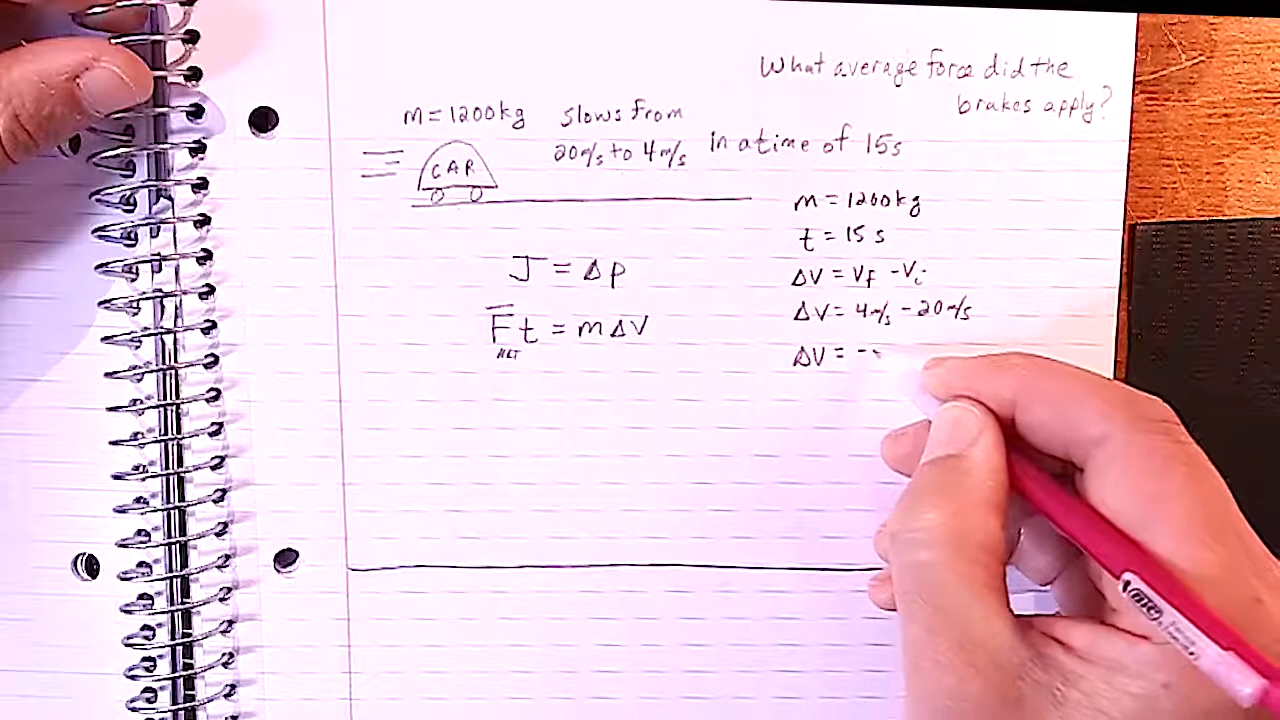 What average force did the
brakes apply?
m = 1200kg slows from
20m/s to 4m/s In a time of 15s
CAR
m = 1200kg
t = 15 s
ΔV = Vf - Vi
ΔV = 4m/s - 20m/s
ΔV = -
J = Δp
F̅t = mΔV
NET
BIC